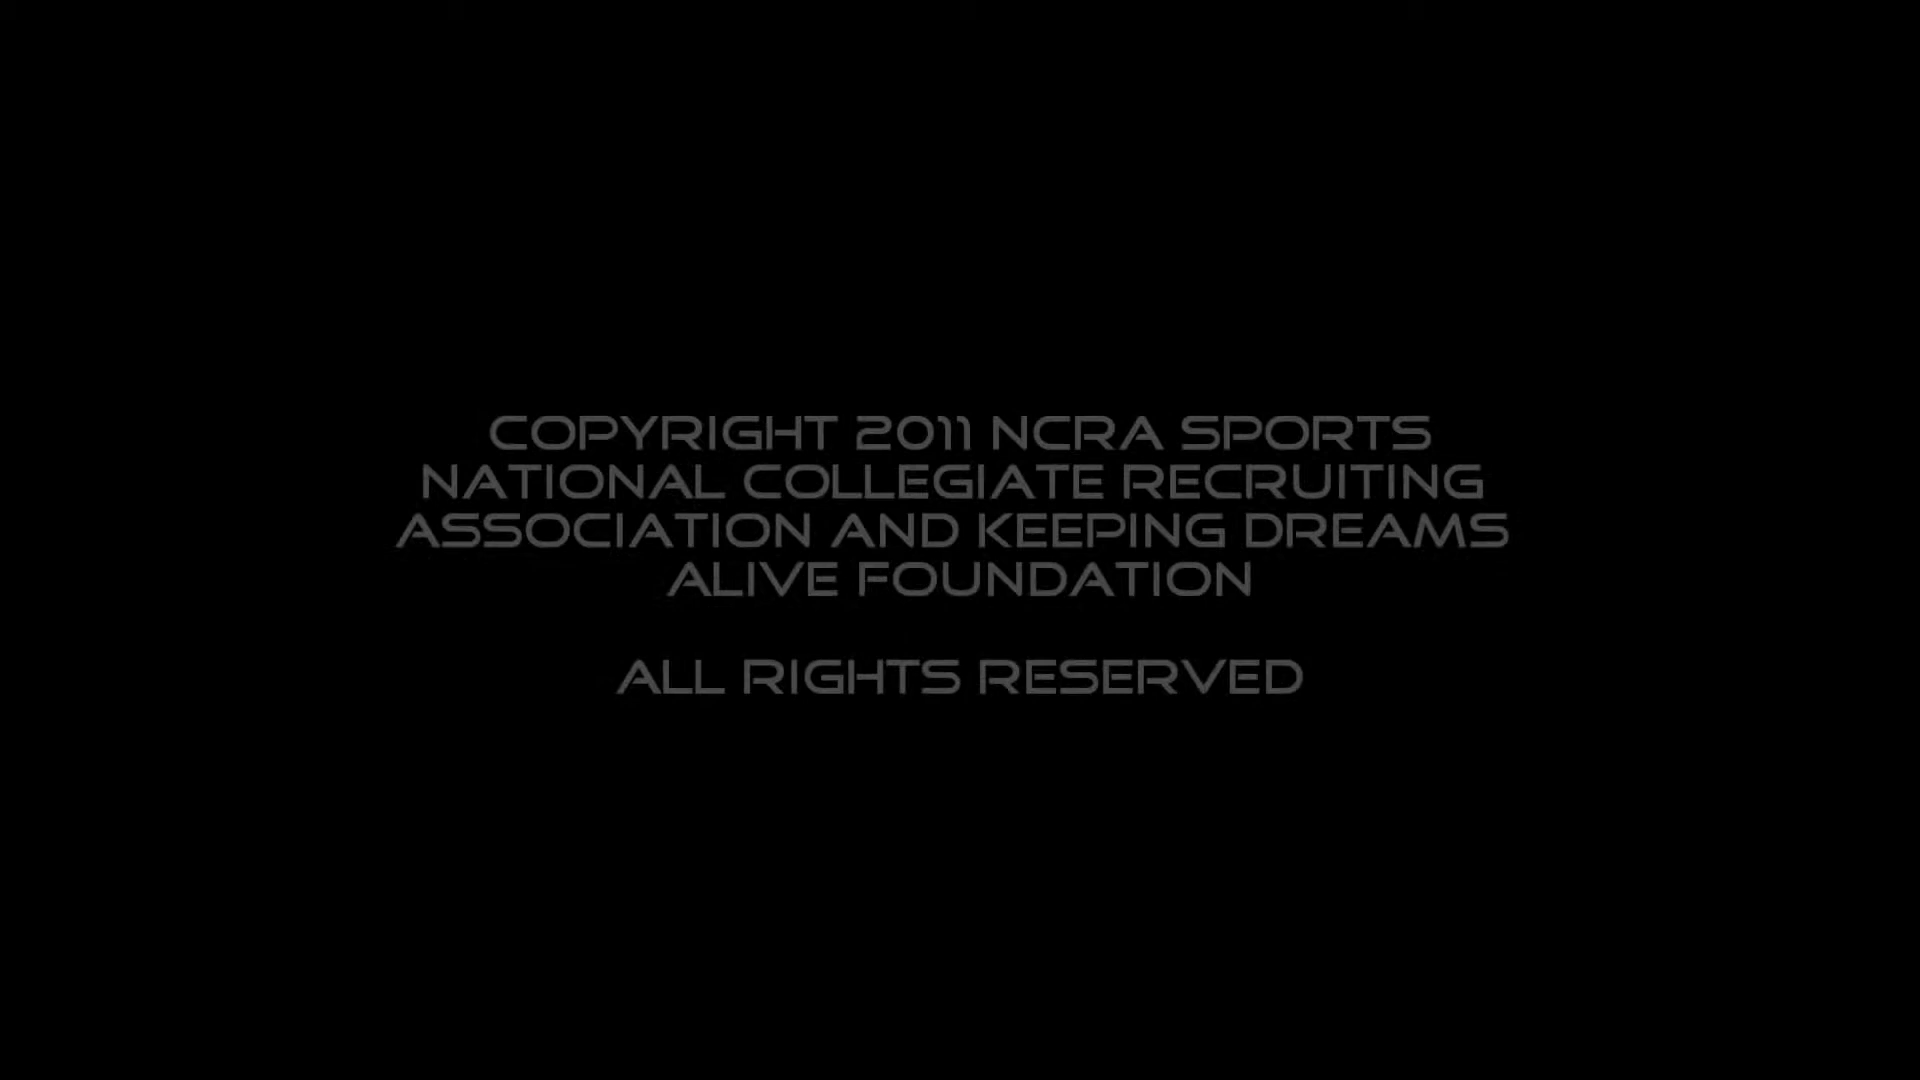 COPYRIGHT 2011 NCRA SPORTS
NATIONAL COLLEGIATE RECRUITING
ASSOCIATION AND KEEPING DREAMS
ALIVE FOUNDATION
ALL RIGHTS RESERVED